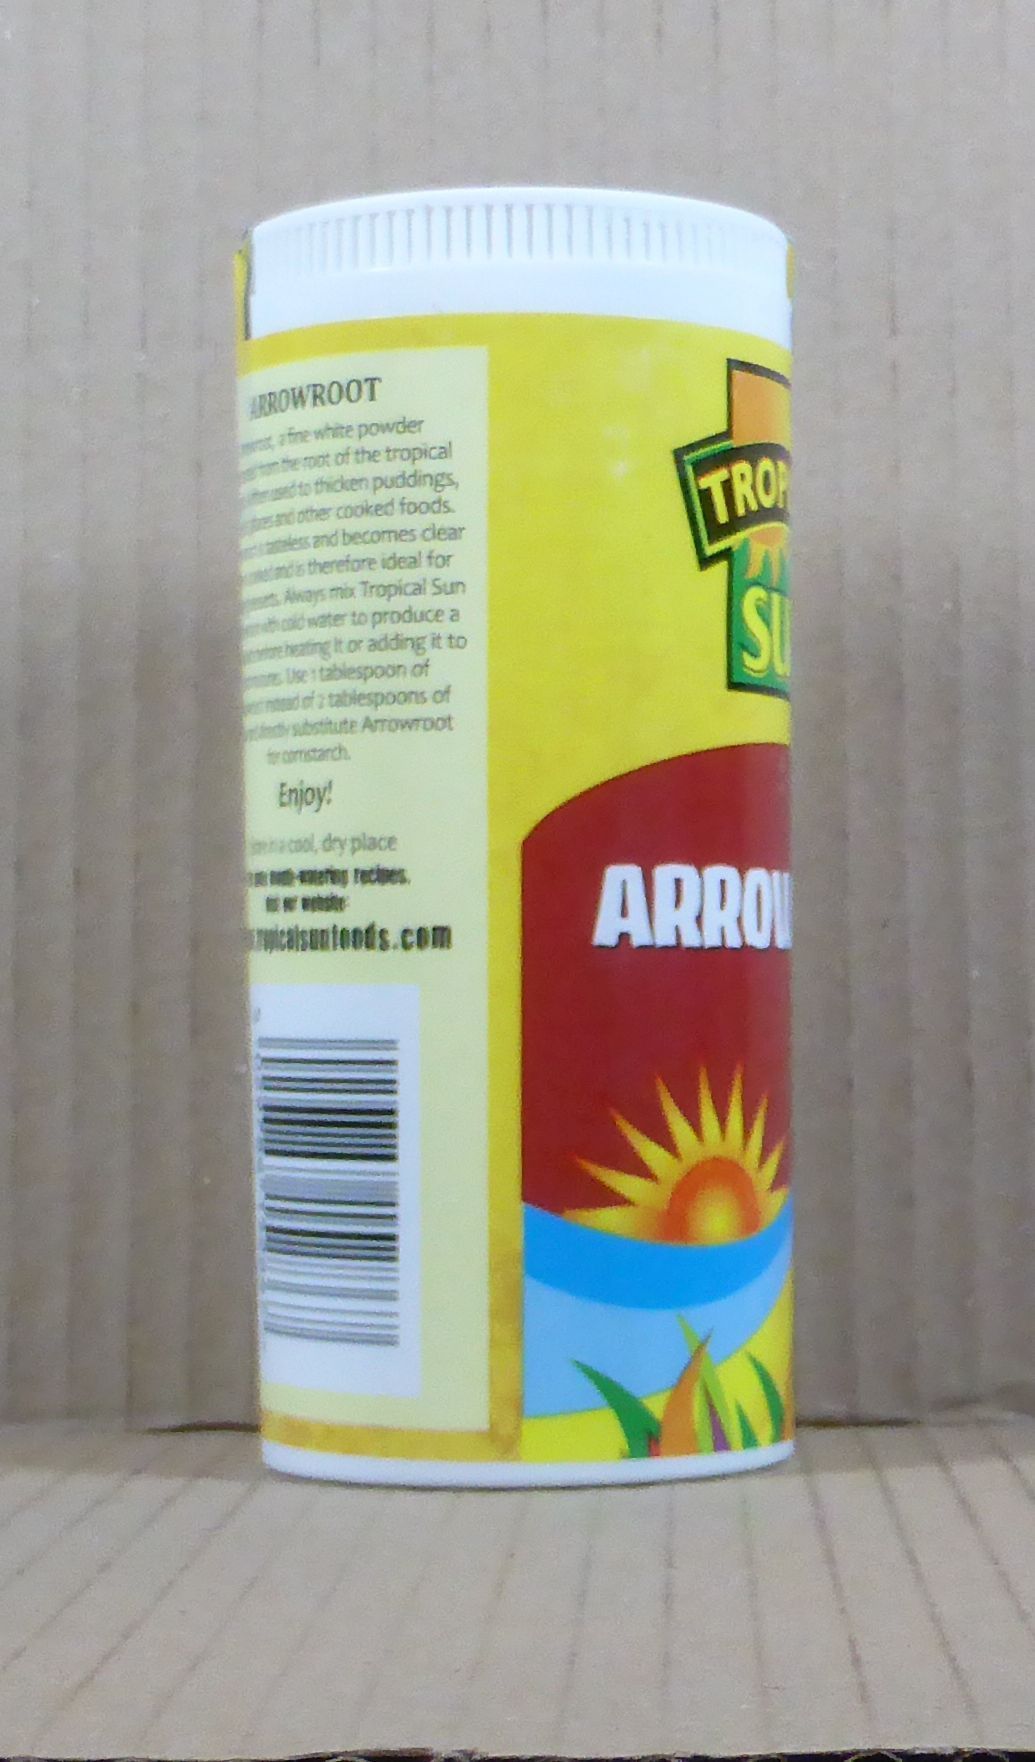 ARROWROOT
a fine white powder
from the root of the tropical
used to thicken puddings,
and other cooked foods.
tasteless and becomes clear
and is therefore ideal for
Always mix Tropical Sun
with cold water to produce a
before heating it or adding it to
Use 1 tablespoon of
instead of 2 tablespoons of
directly substitute Arrowroot
for cornstarch.
Enjoy!
in a cool, dry place
mouth-watering recipes,
our website
tropicalsunfoods.com
TROP
SU
ARROW